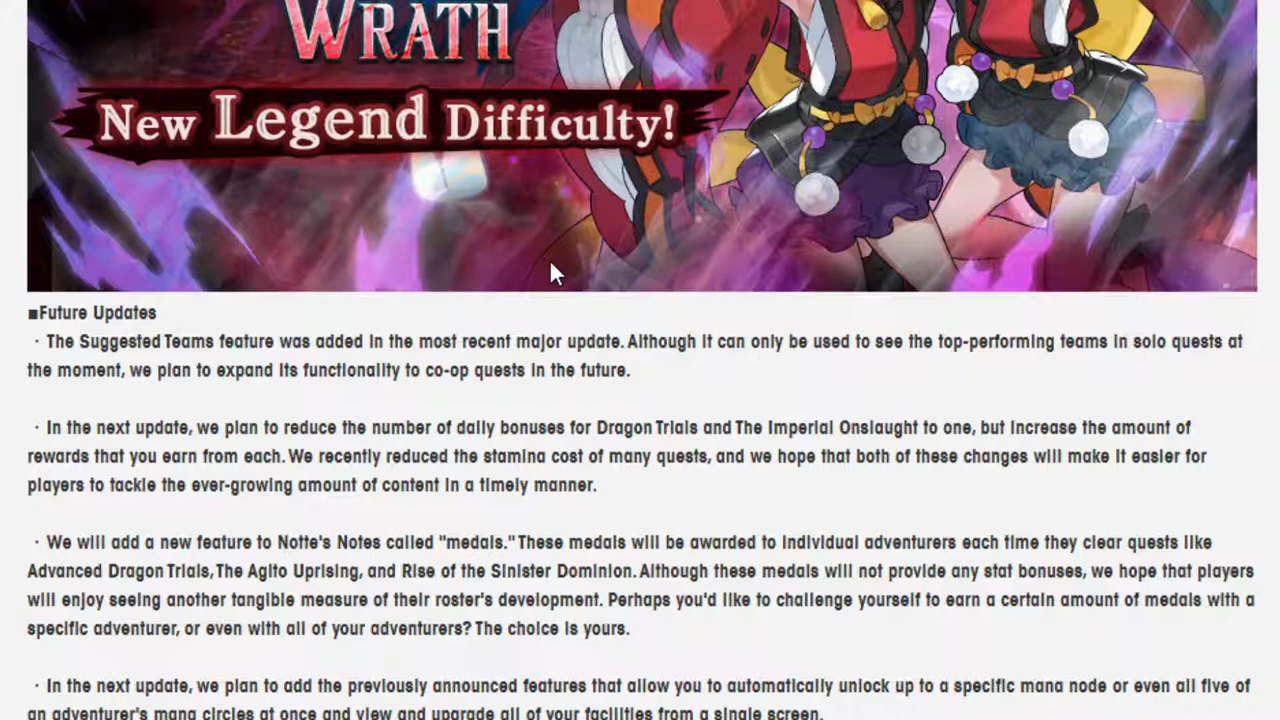 WRATH
New Legend Difficulty!
■Future Updates
・The Suggested Teams feature was added in the most recent major update. Although it can only be used to see the top-performing teams in solo quests at
the moment, we plan to expand its functionality to co-op quests in the future.
・In the next update, we plan to reduce the number of daily bonuses for Dragon Trials and The Imperial Onslaught to one, but increase the amount of
rewards that you earn from each. We recently reduced the stamina cost of many quests, and we hope that both of these changes will make it easier for
players to tackle the ever-growing amount of content in a timely manner.
・We will add a new feature to Notte's Notes called "medals." These medals will be awarded to individual adventurers each time they clear quests like
Advanced Dragon Trials, The Agito Uprising, and Rise of the Sinister Dominion. Although these medals will not provide any stat bonuses, we hope that players
will enjoy seeing another tangible measure of their roster's development. Perhaps you'd like to challenge yourself to earn a certain amount of medals with a
specific adventurer, or even with all of your adventurers? The choice is yours.
・In the next update, we plan to add the previously announced features that allow you to automatically unlock up to a specific mana node or even all five of
an adventurer's mana circles at once and view and upgrade all of your facilities from a single screen.